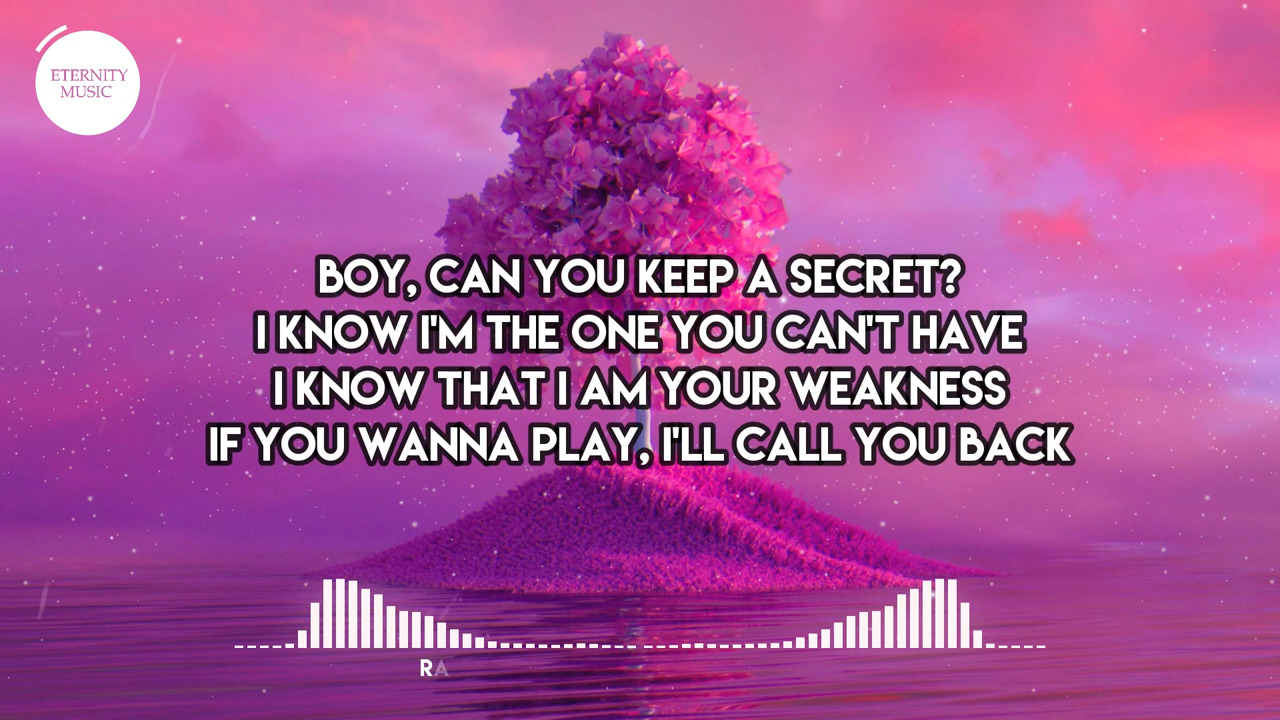 ETERNITY
MUSIC
BOY, CAN YOU KEEP A SECRET?
I KNOW I'M THE ONE YOU CAN'T HAVE
I KNOW THAT I AM YOUR WEAKNESS
IF YOU WANNA PLAY, I'LL CALL YOU BACK
RA